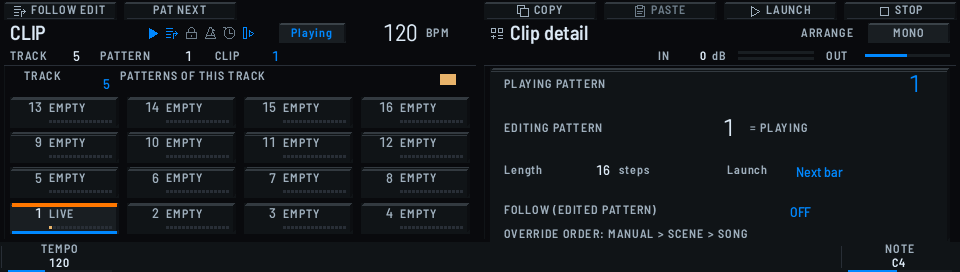 FOLLOW EDIT PAT NEXT COPY PASTE LAUNCH STOP
CLIP Playing 120 BPM Clip detail ARRANGE MONO
TRACK 5 PATTERN 1 CLIP 1 IN 0 dB OUT
TRACK 5 PATTERNS OF THIS TRACK
PLAYING PATTERN 1
13 EMPTY 14 EMPTY 15 EMPTY 16 EMPTY
EDITING PATTERN 1 = PLAYING
9 EMPTY 10 EMPTY 11 EMPTY 12 EMPTY
Length 16 steps Launch Next bar
5 EMPTY 6 EMPTY 7 EMPTY 8 EMPTY
FOLLOW (EDITED PATTERN) OFF
1 LIVE 2 EMPTY 3 EMPTY 4 EMPTY
OVERRIDE ORDER: MANUAL > SCENE > SONG
TEMPO NOTE
120 C4